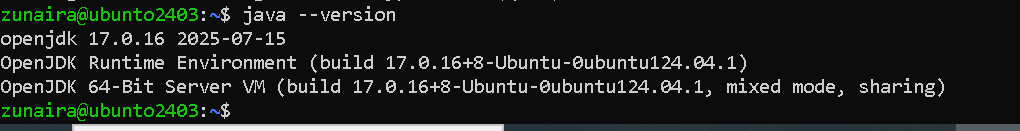 zunaira@ubunto2403:~$ java --version
openjdk 17.0.16 2025-07-15
OpenJDK Runtime Environment (build 17.0.16+8-Ubuntu-0ubuntu124.04.1)
OpenJDK 64-Bit Server VM (build 17.0.16+8-Ubuntu-0ubuntu124.04.1, mixed mode, sharing)
zunaira@ubunto2403:~$